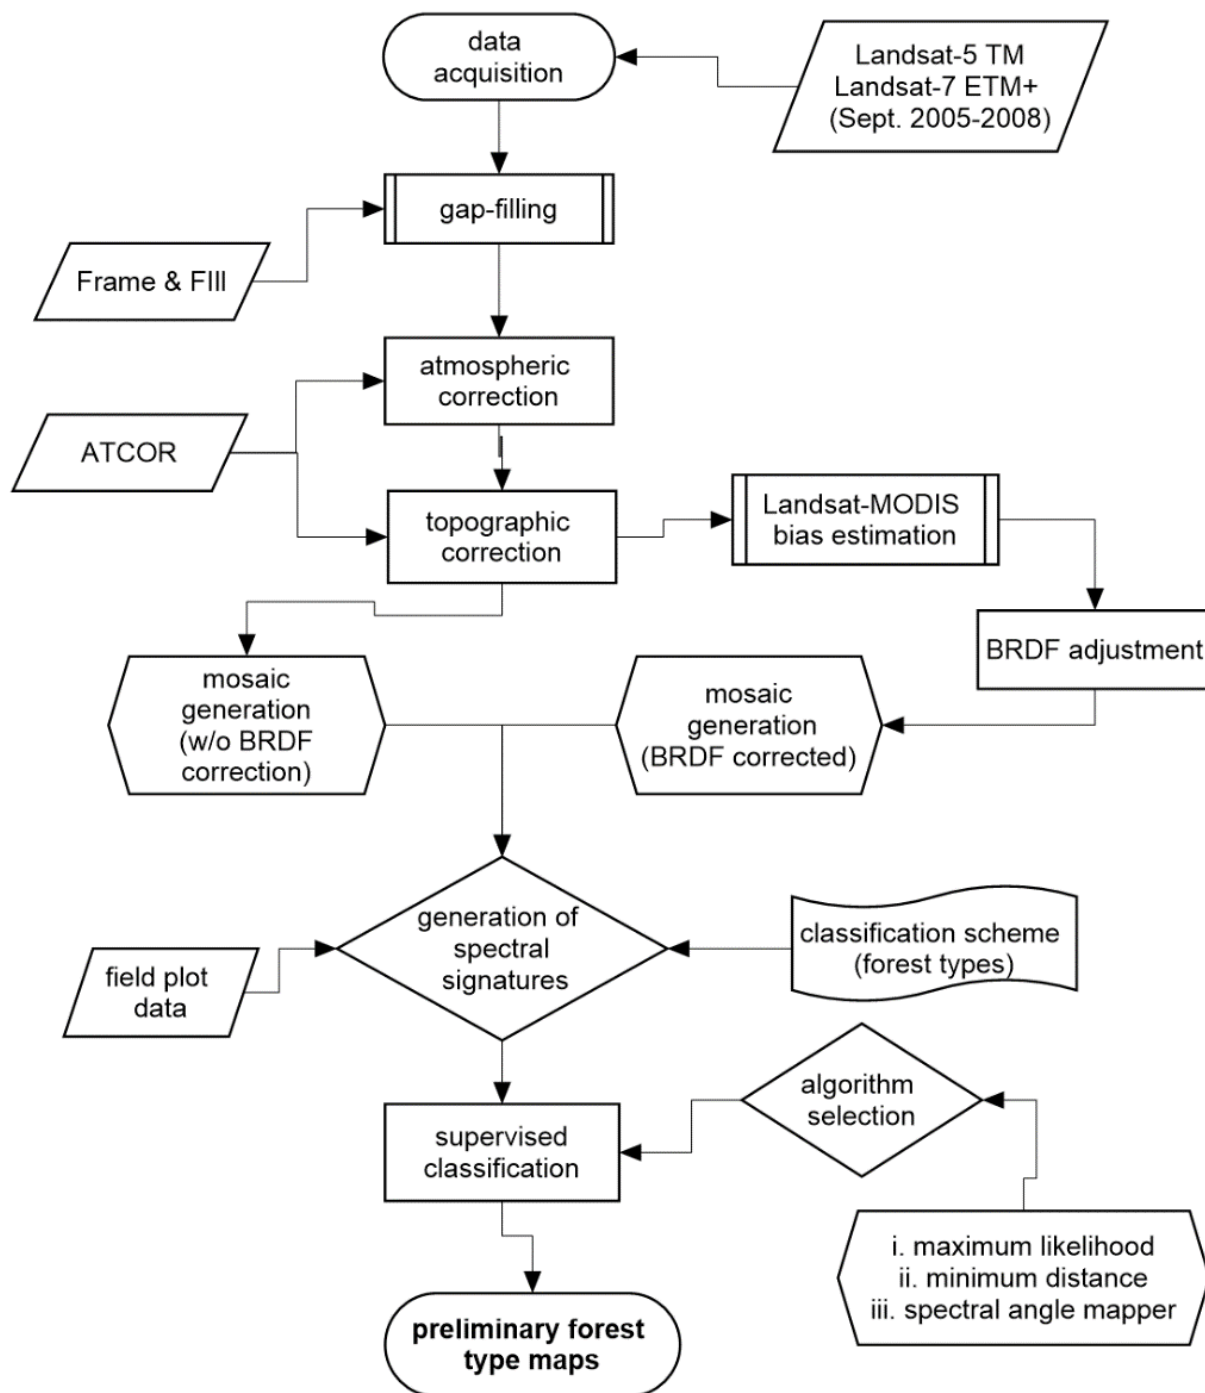 data
acquisition
Landsat-5 TM
Landsat-7 ETM+
(Sept. 2005-2008)
gap-filling
Frame & FIll
atmospheric
correction
ATCOR
topographic
correction
Landsat-MODIS
bias estimation
BRDF adjustment
mosaic
generation
(w/o BRDF
correction)
mosaic
generation
(BRDF corrected)
generation of
spectral
signatures
classification scheme
(forest types)
field plot
data
algorithm
selection
supervised
classification
i. maximum likelihood
ii. minimum distance
iii. spectral angle mapper
preliminary forest
type maps